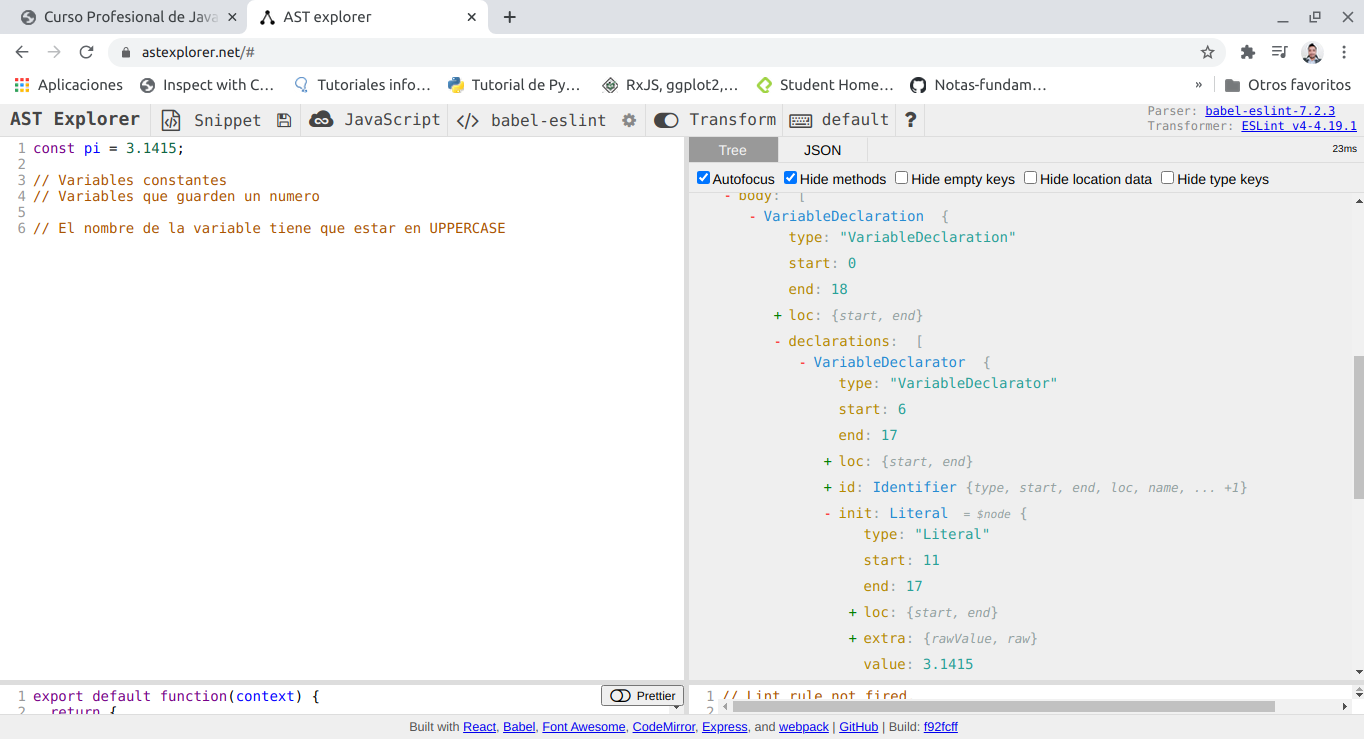 Curso Profesional de Java
AST explorer
astexplorer.net/#
Aplicaciones
Inspect with C...
Tutoriales info...
Tutorial de Py...
RxJS, ggplot2,...
Student Home...
Notas-fundam...
»
Otros favoritos
AST Explorer
Snippet
JavaScript
</> babel-eslint
Transform
default
?
Parser: babel-eslint-7.2.3
Transformer: ESLint v4-4.19.1
1 const pi = 3.1415;
2
3 // Variables constantes
4 // Variables que guarden un numero
5
6 // El nombre de la variable tiene que estar en UPPERCASE
Tree
JSON
23ms
Autofocus Hide methods Hide empty keys Hide location data Hide type keys
- body: [
- VariableDeclaration {
type: "VariableDeclaration"
start: 0
end: 18
+ loc: {start, end}
- declarations: [
- VariableDeclarator {
type: "VariableDeclarator"
start: 6
end: 17
+ loc: {start, end}
+ id: Identifier {type, start, end, loc, name, ... +1}
- init: Literal = $node {
type: "Literal"
start: 11
end: 17
+ loc: {start, end}
+ extra: {rawValue, raw}
value: 3.1415
1 export default function(context) {
2 return {
Prettier
1 // Lint rule not fired
2
Built with React, Babel, Font Awesome, CodeMirror, Express, and webpack | GitHub | Build: f92fcff